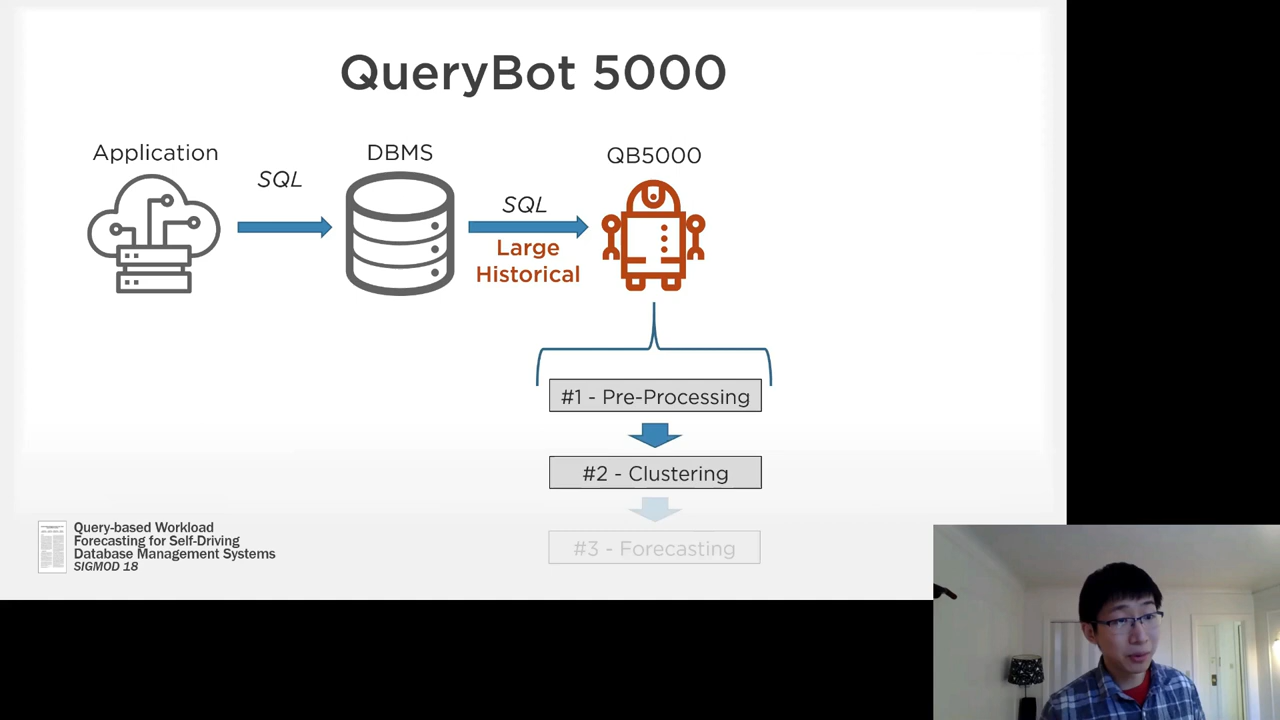 QueryBot 5000
Application
SQL
DBMS
SQL
Large
Historical
QB5000
#1 - Pre-Processing
#2 - Clustering
#3 - Forecasting
Query-based Workload
Forecasting for Self-Driving
Database Management Systems
SIGMOD 18